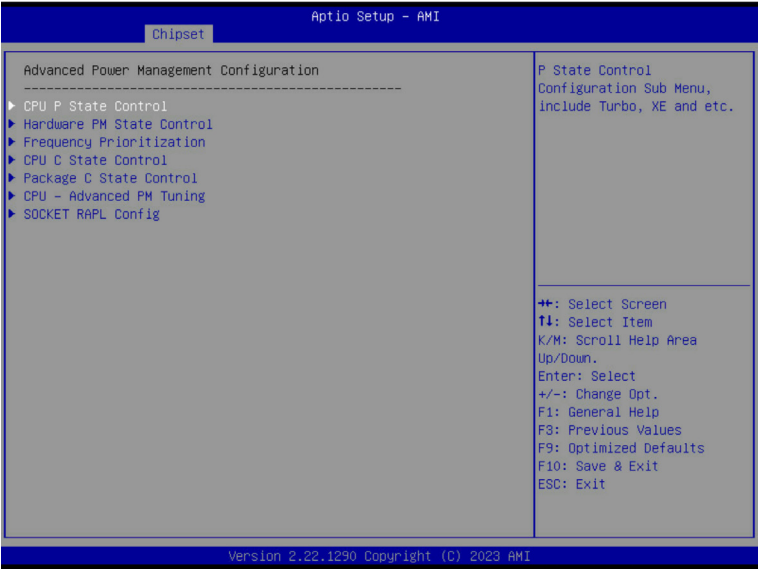 Aptio Setup – AMI
Chipset
Advanced Power Management Configuration
--------------------------------------------------
CPU P State Control
Hardware PM State Control
Frequency Prioritization
CPU C State Control
Package C State Control
CPU – Advanced PM Tuning
SOCKET RAPL Config
P State Control
Configuration Sub Menu,
include Turbo, XE and etc.
→←: Select Screen
↑↓: Select Item
K/M: Scroll Help Area
Up/Down.
Enter: Select
+/-: Change Opt.
F1: General Help
F3: Previous Values
F9: Optimized Defaults
F10: Save & Exit
ESC: Exit
Version 2.22.1290 Copyright (C) 2023 AMI